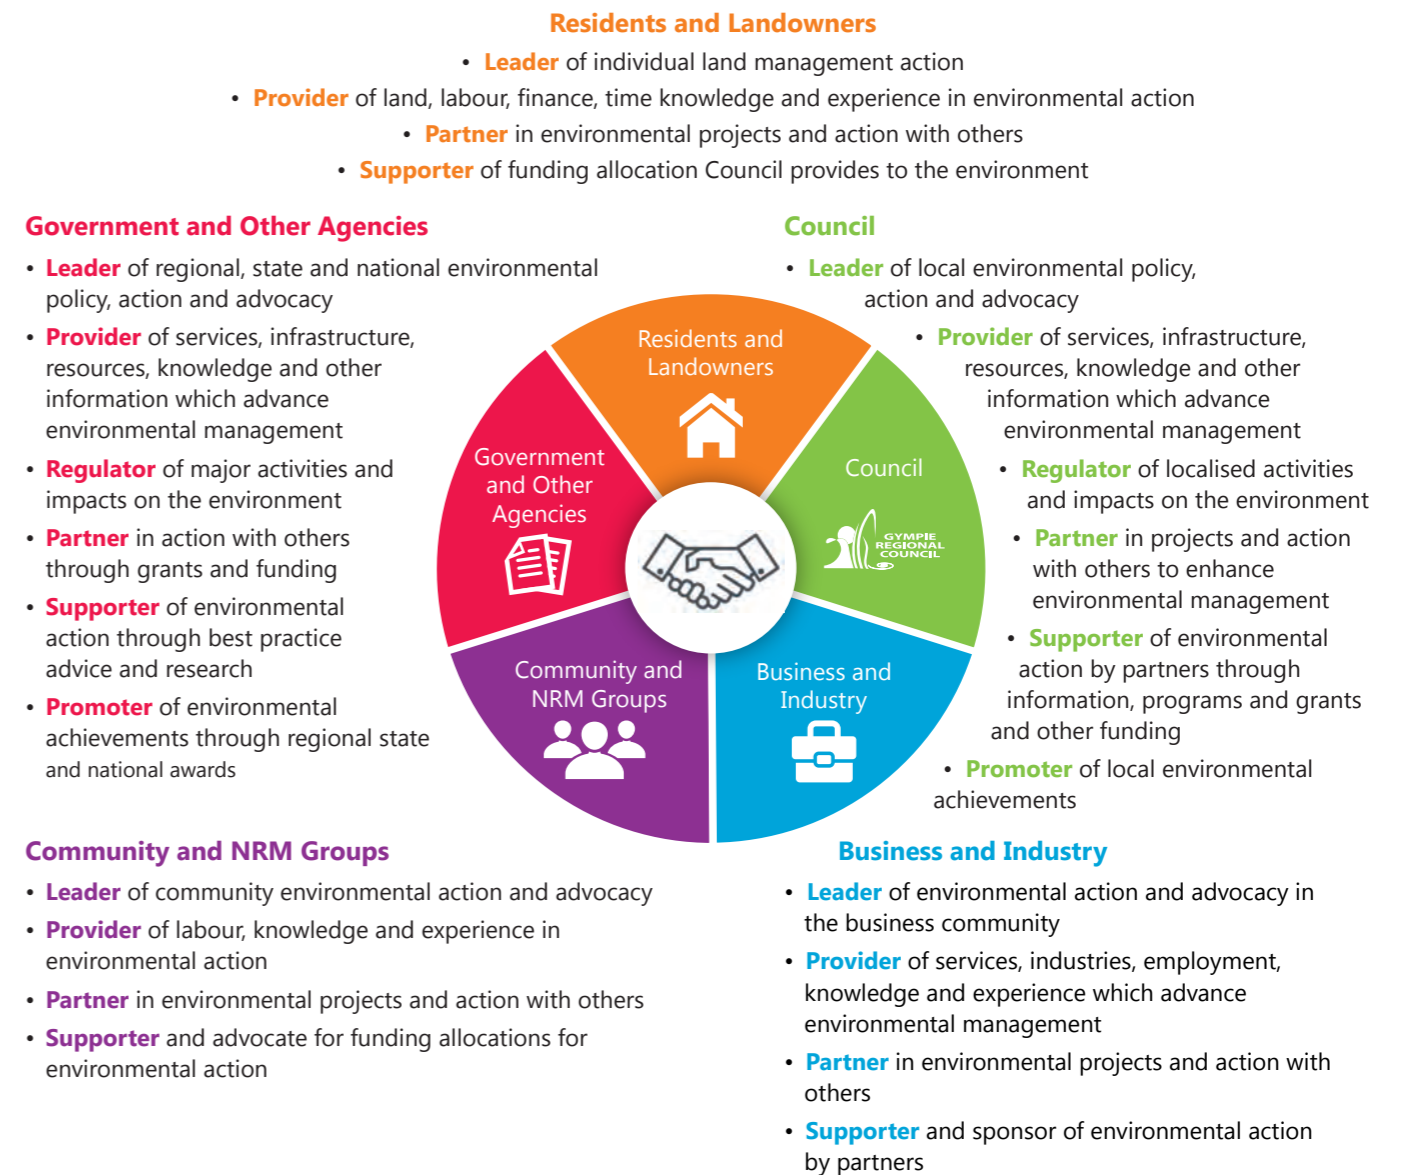 Residents and Landowners
• Leader of individual land management action
• Provider of land, labour, finance, time knowledge and experience in environmental action
• Partner in environmental projects and action with others
• Supporter of funding allocation Council provides to the environment
Government and Other Agencies
• Leader of regional, state and national environmental
policy, action and advocacy
• Provider of services, infrastructure,
resources, knowledge and other
information which advance
environmental management
• Regulator of major activities and
impacts on the environment
• Partner in action with others
through grants and funding
• Supporter of environmental
action through best practice
advice and research
• Promoter of environmental
achievements through regional state
and national awards
Council
• Leader of local environmental policy,
action and advocacy
• Provider of services, infrastructure,
resources, knowledge and other
information which advance
environmental management
• Regulator of localised activities
and impacts on the environment
• Partner in projects and action
with others to enhance
environmental management
• Supporter of environmental
action by partners through
information, programs and grants
and other funding
• Promoter of local environmental
achievements
Residents and
Landowners
Government
and Other
Agencies
Council
GYMPIE
REGIONAL
COUNCIL
Community and
NRM Groups
Business and
Industry
Community and NRM Groups
• Leader of community environmental action and advocacy
• Provider of labour, knowledge and experience in
environmental action
• Partner in environmental projects and action with others
• Supporter and advocate for funding allocations for
environmental action
Business and Industry
• Leader of environmental action and advocacy in
the business community
• Provider of services, industries, employment,
knowledge and experience which advance
environmental management
• Partner in environmental projects and action with
others
• Supporter and sponsor of environmental action
by partners